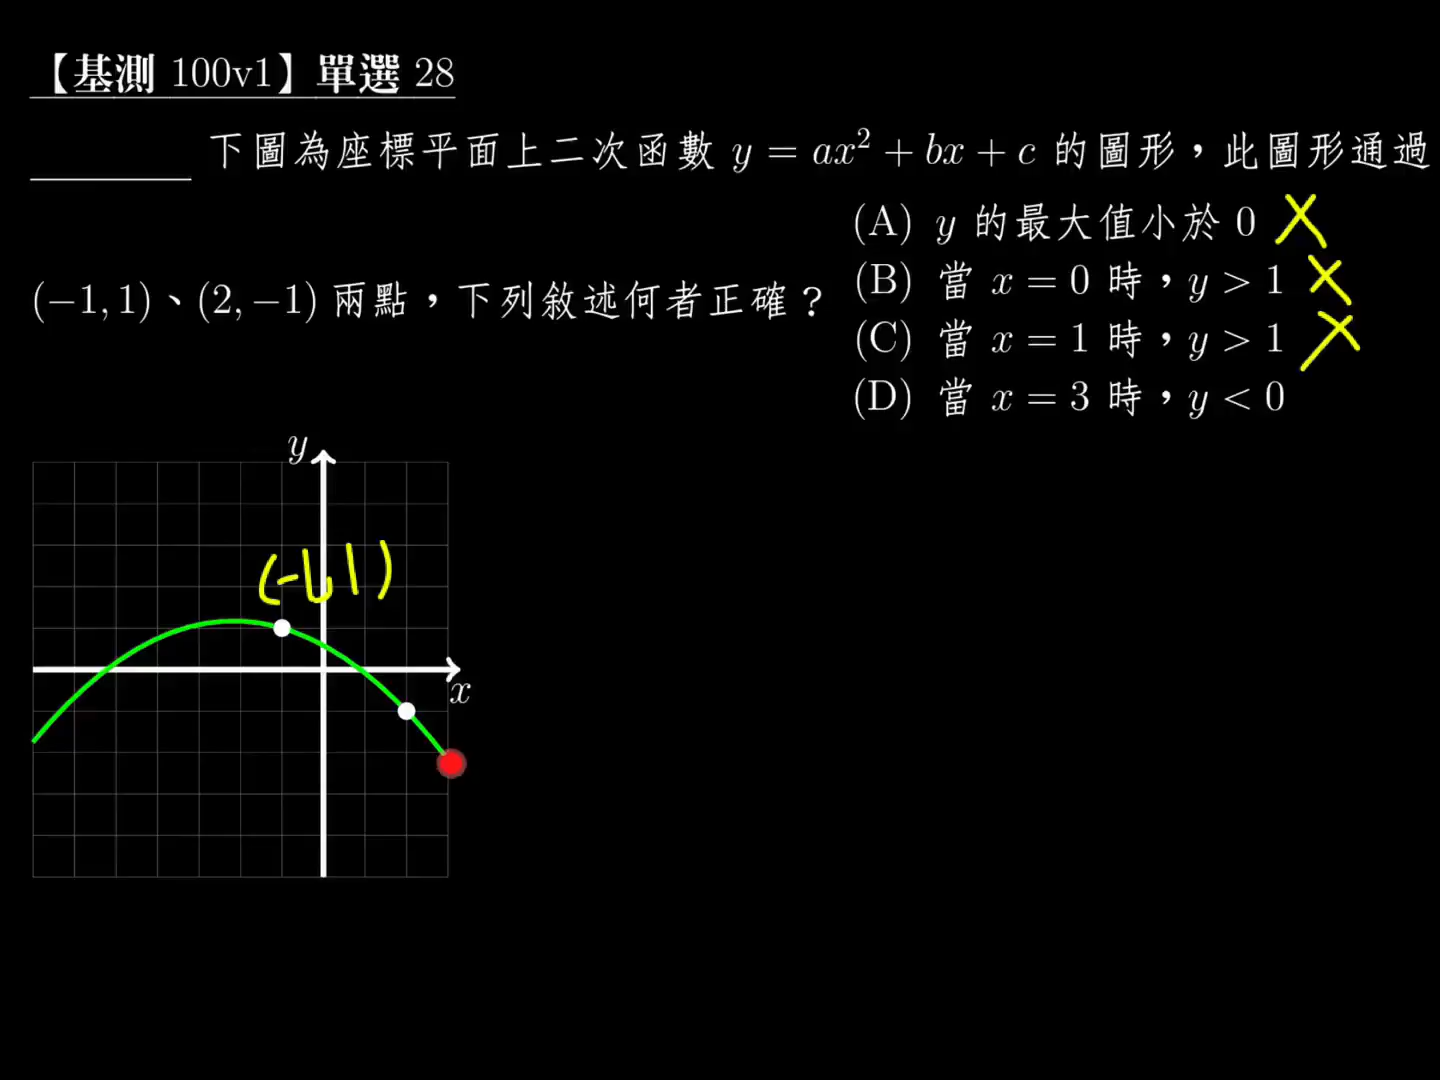 【基測 100v1】單選 28
下圖為座標平面上二次函數 y = ax² + bx + c 的圖形，此圖形通過
(−1, 1)、(2, −1) 兩點，下列敘述何者正確？
(A) y 的最大值小於 0 X
(B) 當 x = 0 時，y > 1 X
(C) 當 x = 1 時，y > 1 X
(D) 當 x = 3 時，y < 0
y
(-1,1)
x